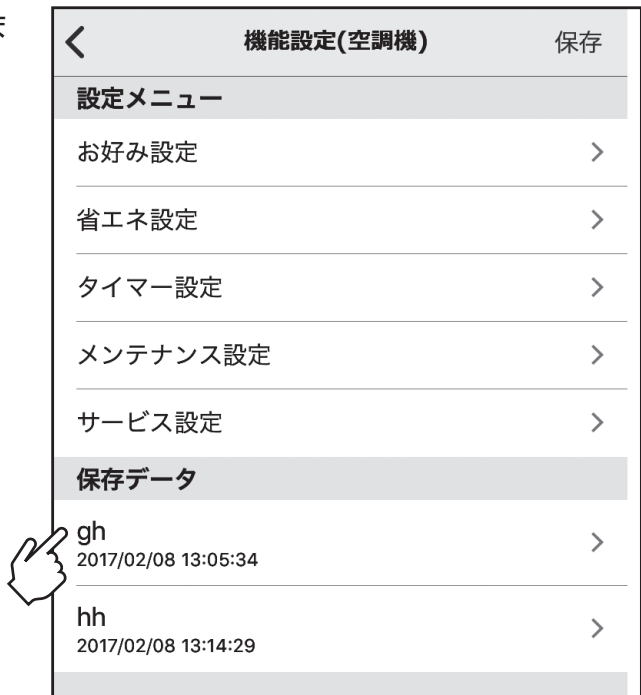 機能設定(空調機) 保存
設定メニュー
お好み設定
省エネ設定
タイマー設定
メンテナンス設定
サービス設定
保存データ
gh
2017/02/08 13:05:34
hh
2017/02/08 13:14:29